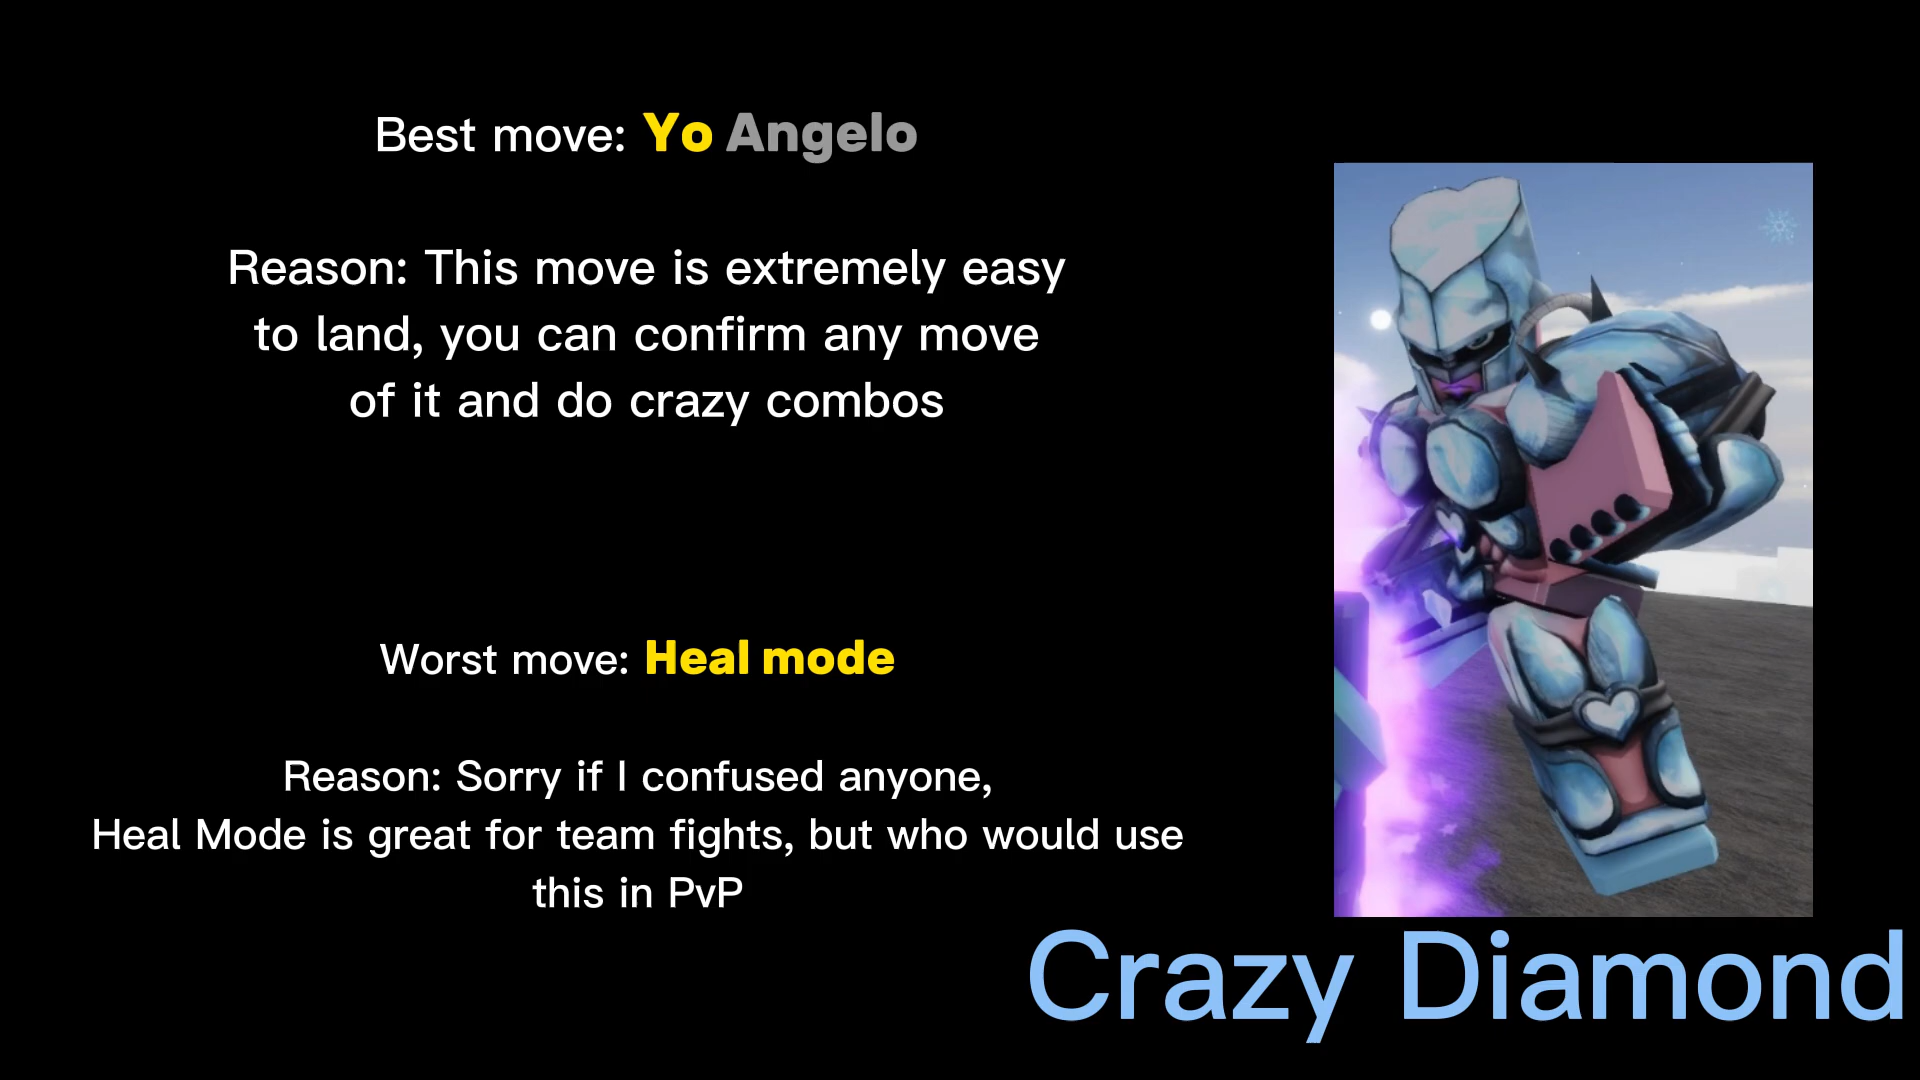 Best move: Yo Angelo
Reason: This move is extremely easy
to land, you can confirm any move
of it and do crazy combos
Worst move: Heal mode
Reason: Sorry if I confused anyone,
Heal Mode is great for team fights, but who would use
this in PvP
Crazy Diamond